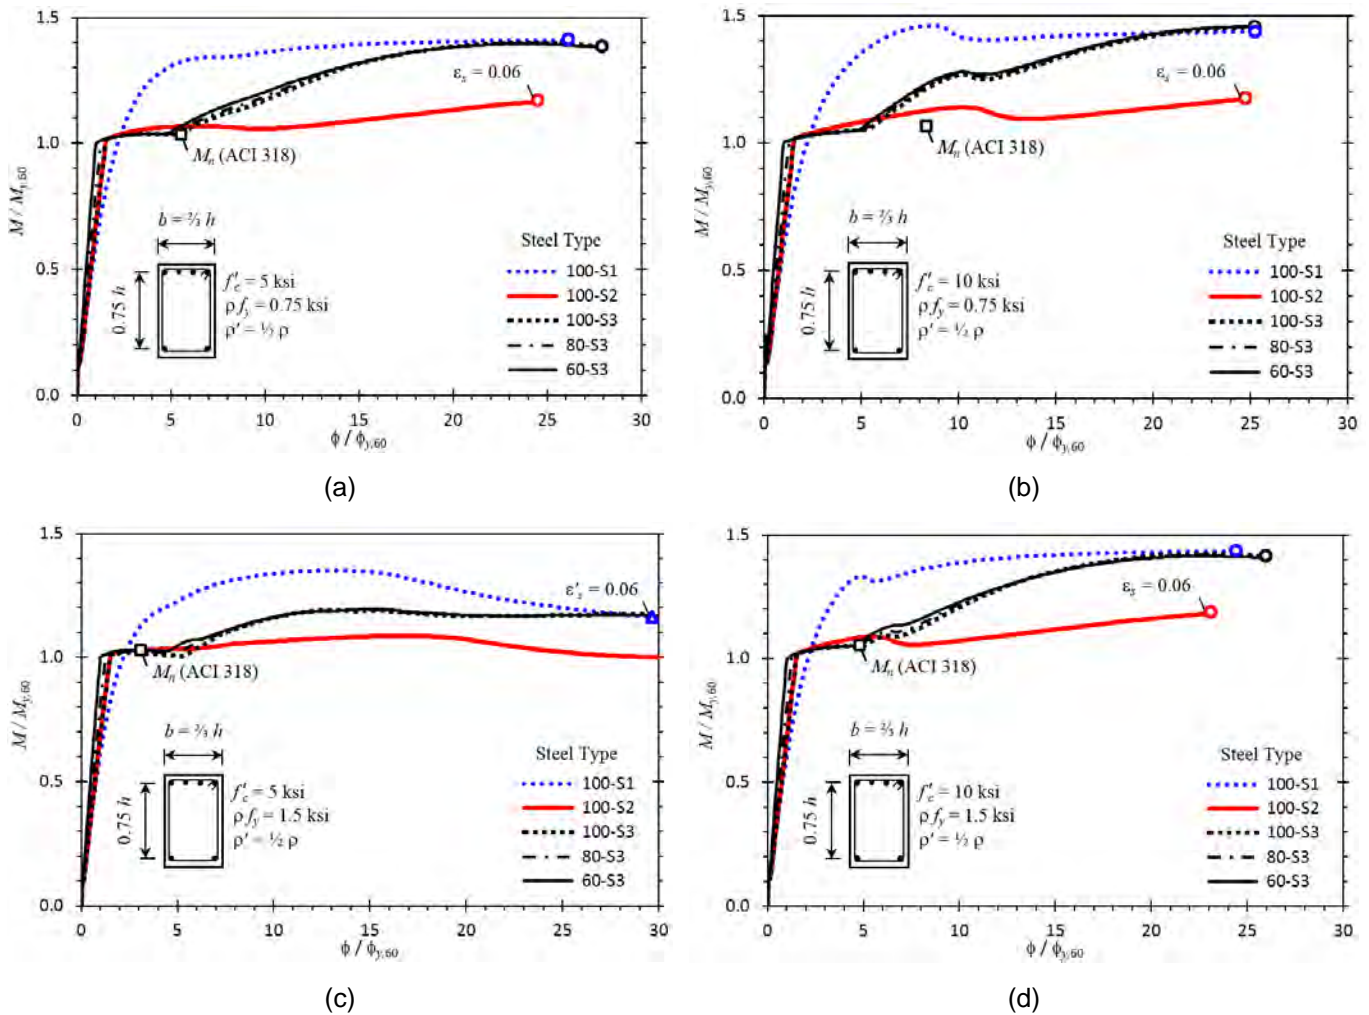 (a)
1.5
1.0
0.5
0.0
M / My,60
εs = 0.06
Mn (ACI 318)
b = ⅔ h
0.75 h
f′c = 5 ksi
ρ fy = 0.75 ksi
ρ′ = ½ ρ
Steel Type
100-S1
100-S2
100-S3
80-S3
60-S3
0 5 10 15 20 25 30
ϕ / ϕy,60
(b)
1.5
1.0
0.5
0.0
M / My,60
εs = 0.06
Mn (ACI 318)
b = ⅔ h
0.75 h
f′c = 10 ksi
ρ fy = 0.75 ksi
ρ′ = ½ ρ
Steel Type
100-S1
100-S2
100-S3
80-S3
60-S3
0 5 10 15 20 25 30
ϕ / ϕy,60
(c)
1.5
1.0
0.5
0.0
M / My,60
ε′s = 0.06
Mn (ACI 318)
b = ⅔ h
0.75 h
f′c = 5 ksi
ρ fy = 1.5 ksi
ρ′ = ½ ρ
Steel Type
100-S1
100-S2
100-S3
80-S3
60-S3
0 5 10 15 20 25 30
ϕ / ϕy,60
(d)
1.5
1.0
0.5
0.0
M / My,60
εs = 0.06
Mn (ACI 318)
b = ⅔ h
0.75 h
f′c = 10 ksi
ρ fy = 1.5 ksi
ρ′ = ½ ρ
Steel Type
100-S1
100-S2
100-S3
80-S3
60-S3
0 5 10 15 20 25 30
ϕ / ϕy,60